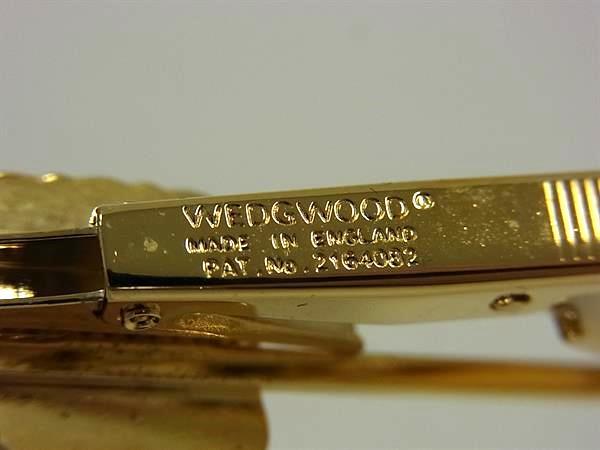 WEDGWOOD®
MADE IN ENGLAND
PAT. No. 2164082